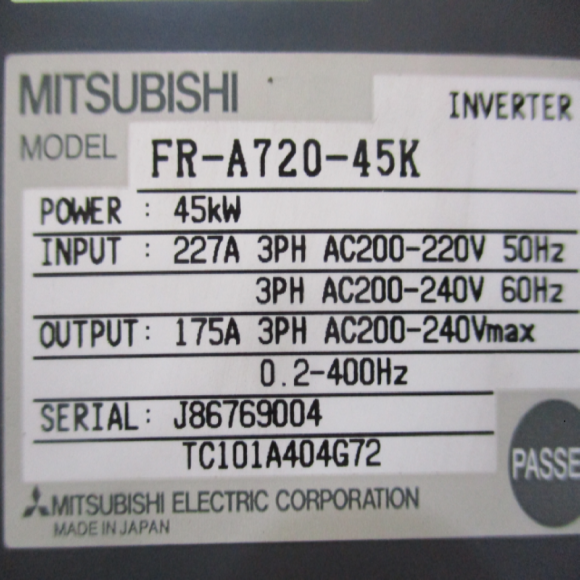 MITSUBISHI
INVERTER
MODEL FR-A720-45K
POWER : 45kW
INPUT : 227A 3PH AC200-220V 50Hz
3PH AC200-240V 60Hz
OUTPUT: 175A 3PH AC200-240Vmax
0.2-400Hz
SERIAL: J86769004
TC101A404G72
PASSE
MITSUBISHI ELECTRIC CORPORATION
MADE IN JAPAN